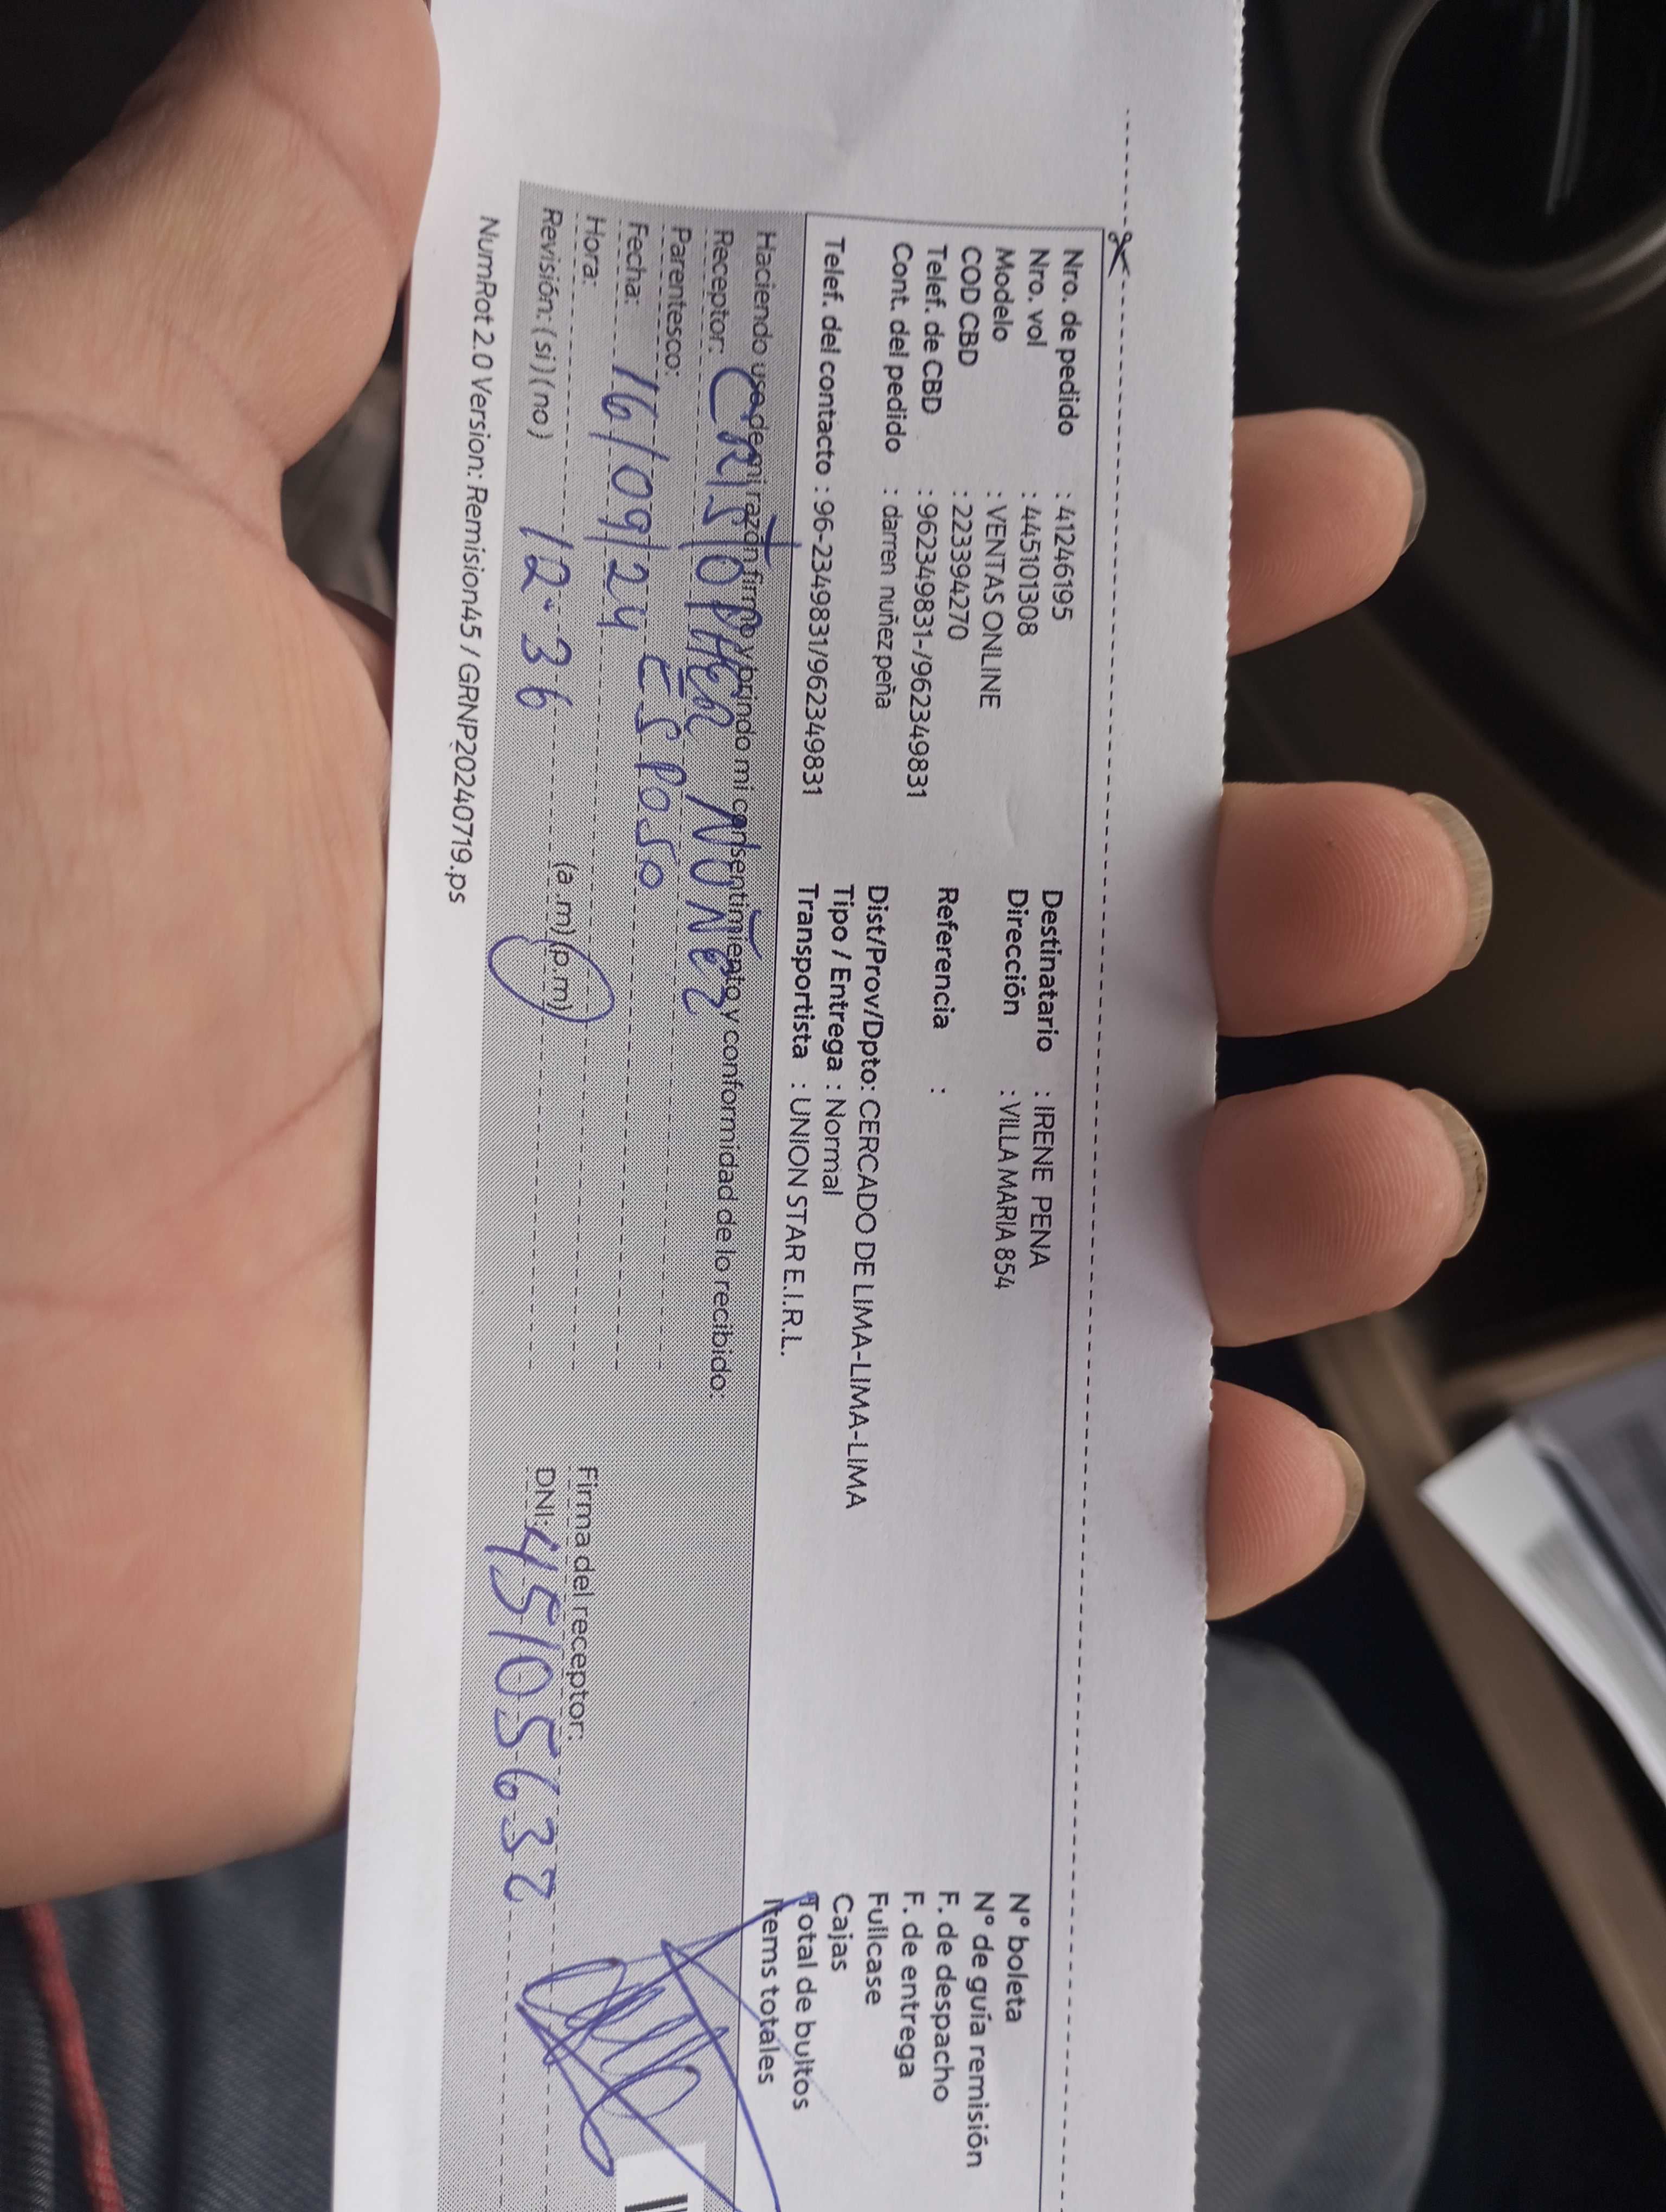 Nro. de pedido : 41246195
Nro. vol : 445101308
Modelo : VENTAS ONLINE
COD CBD : 223394270
Telef. de CBD : 962349831-/962349831
Cont. del pedido : darren nuñez peña
Telef. del contacto : 96-2349831/962349831
Destinatario : IRENE PENA
Dirección : VILLA MARIA 854
Referencia :
Dist/Prov/Dpto: CERCADO DE LIMA-LIMA-LIMA
Tipo / Entrega : Normal
Transportista : UNION STAR E.I.R.L.
N° boleta
N° de guía remisión
F. de despacho
F. de entrega
Fullcase
Cajas
Total de bultos
Items totales
Haciendo uso de mi razón firmo y brindo mi consentimiento y conformidad de lo recibido:
Receptor: CRISTOPHER NUÑEZ
Parentesco: ESPOSO
Fecha: 16/09/24
Hora: 12.36 (a.m) (p.m)
Revisión: (si) (no)
Firma del receptor:
DNI: 45105632
NumRot 2.0 Version: Remision45 / GRNP20240719.ps